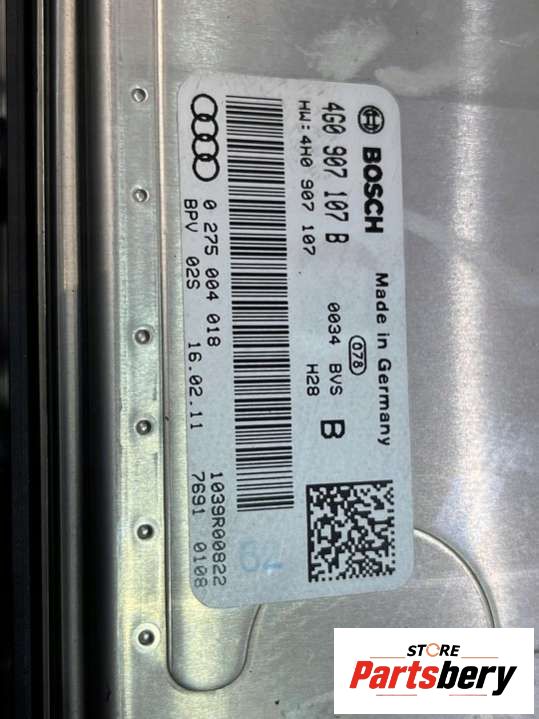 BOSCH
Made in Germany
4G0 907 107 B
HW:4H0 907 107
078
0034 BVS
H28
B
0 275 004 018
BPV 02S
16.02.11
1039R00822
7691 0108
62
STORE
Partsbery